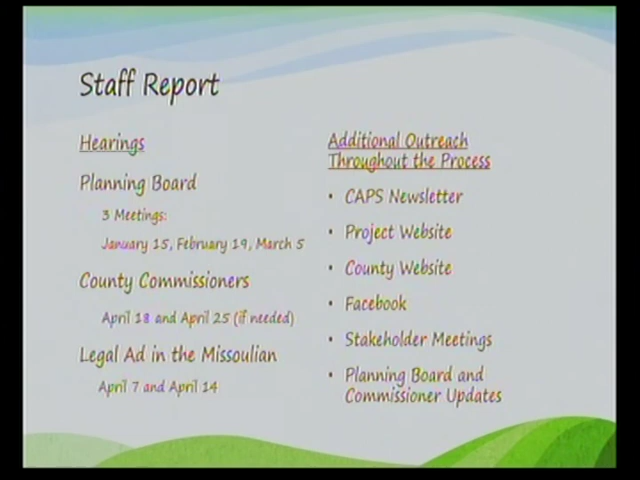 Staff Report
Hearings
Planning Board
3 Meetings:
January 15, February 19, March 5
County Commissioners
April 18 and April 25 (if needed)
Legal Ad in the Missoulian
April 7 and April 14
Additional Outreach
Throughout the Process
• CAPS Newsletter
• Project Website
• County Website
• Facebook
• Stakeholder Meetings
• Planning Board and
Commissioner Updates